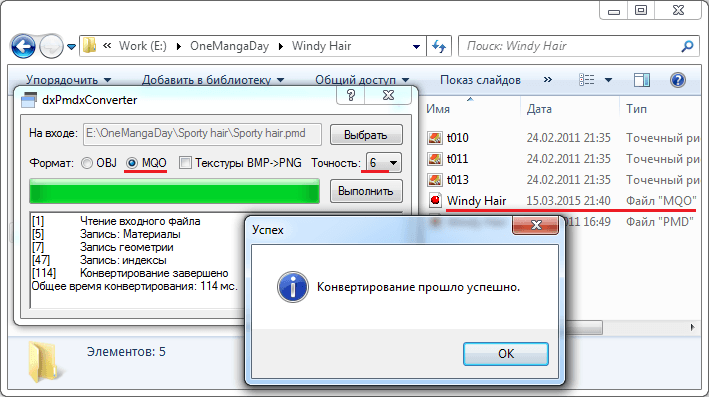 Work (E:) OneMangaDay Windy Hair
Поиск: Windy Hair
Упорядочить Добавить в библиотеку Общий доступ Показ слайдов »
dxPmdxConverter
На входе: E:\OneMangaDay\Sporty hair\Sporty hair.pmd Выбрать
Формат: OBJ MQO Текстуры BMP->PNG Точность: 6
Выполнить
[1] Чтение входного файла
[5] Запись: Материалы
[7] Запись геометрии
[47] Запись: индексы
[114] Конвертирование завершено
Общее время конвертирования: 114 мс.
Имя Дата Тип
t010 24.02.2011 21:35 Точечный ри
t011 24.02.2011 21:35 Точечный ри
t013 24.02.2011 21:35 Точечный ри
Windy Hair 15.03.2015 21:40 Файл "MQO"
2011 16:49 Файл "PMD"
Успех
Конвертирование прошло успешно.
OK
Элементов: 5